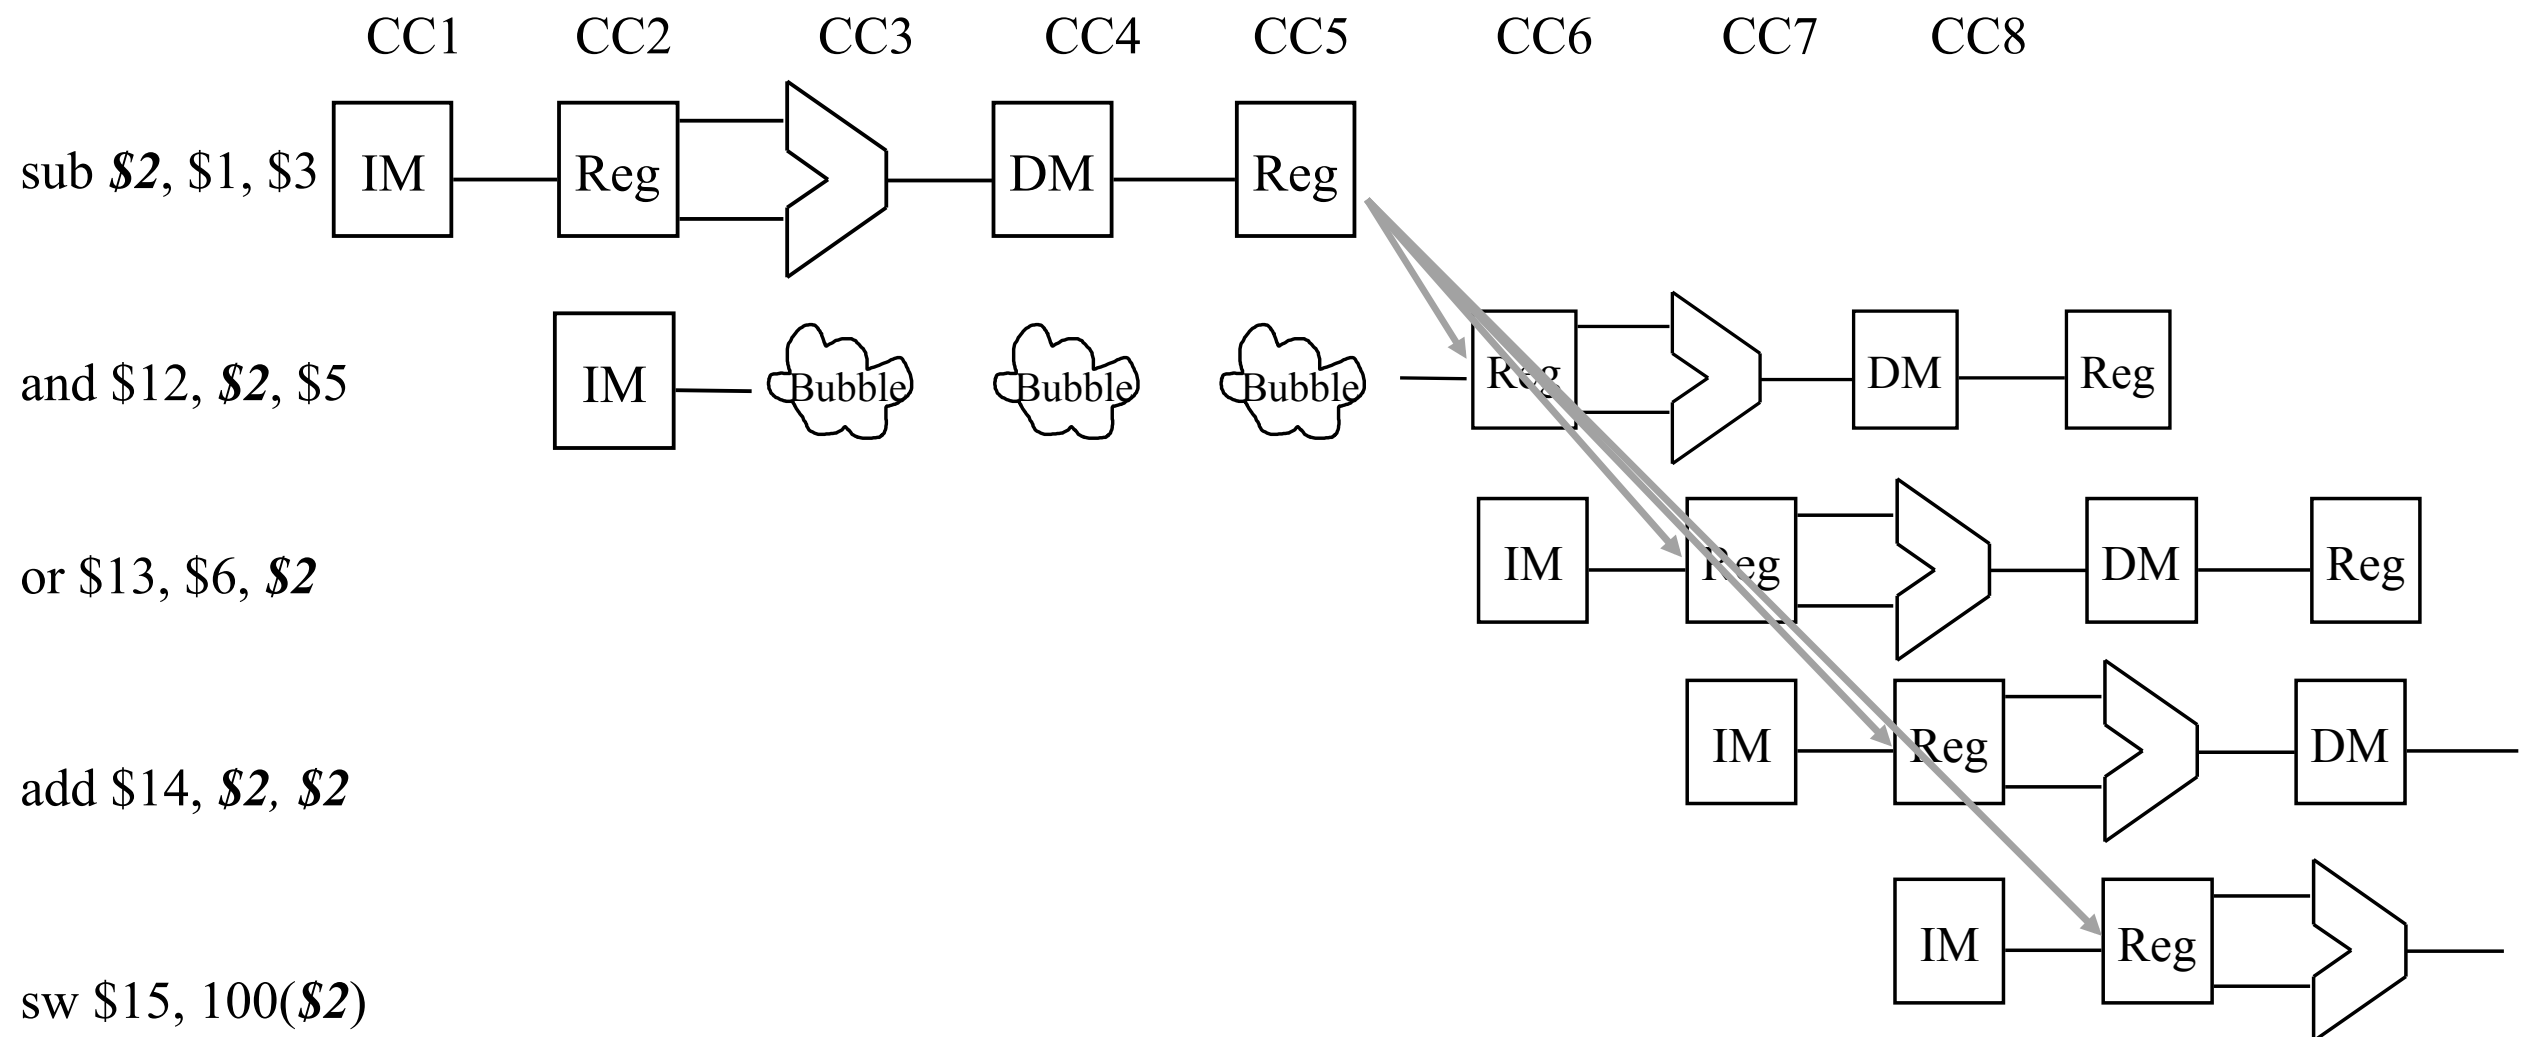 CC1 CC2 CC3 CC4 CC5 CC6 CC7 CC8
sub $2, $1, $3 IM Reg DM Reg
and $12, $2, $5 IM Bubble Bubble Bubble Reg DM Reg
or $13, $6, $2 IM Reg DM Reg
add $14, $2, $2 IM Reg DM
sw $15, 100($2) IM Reg